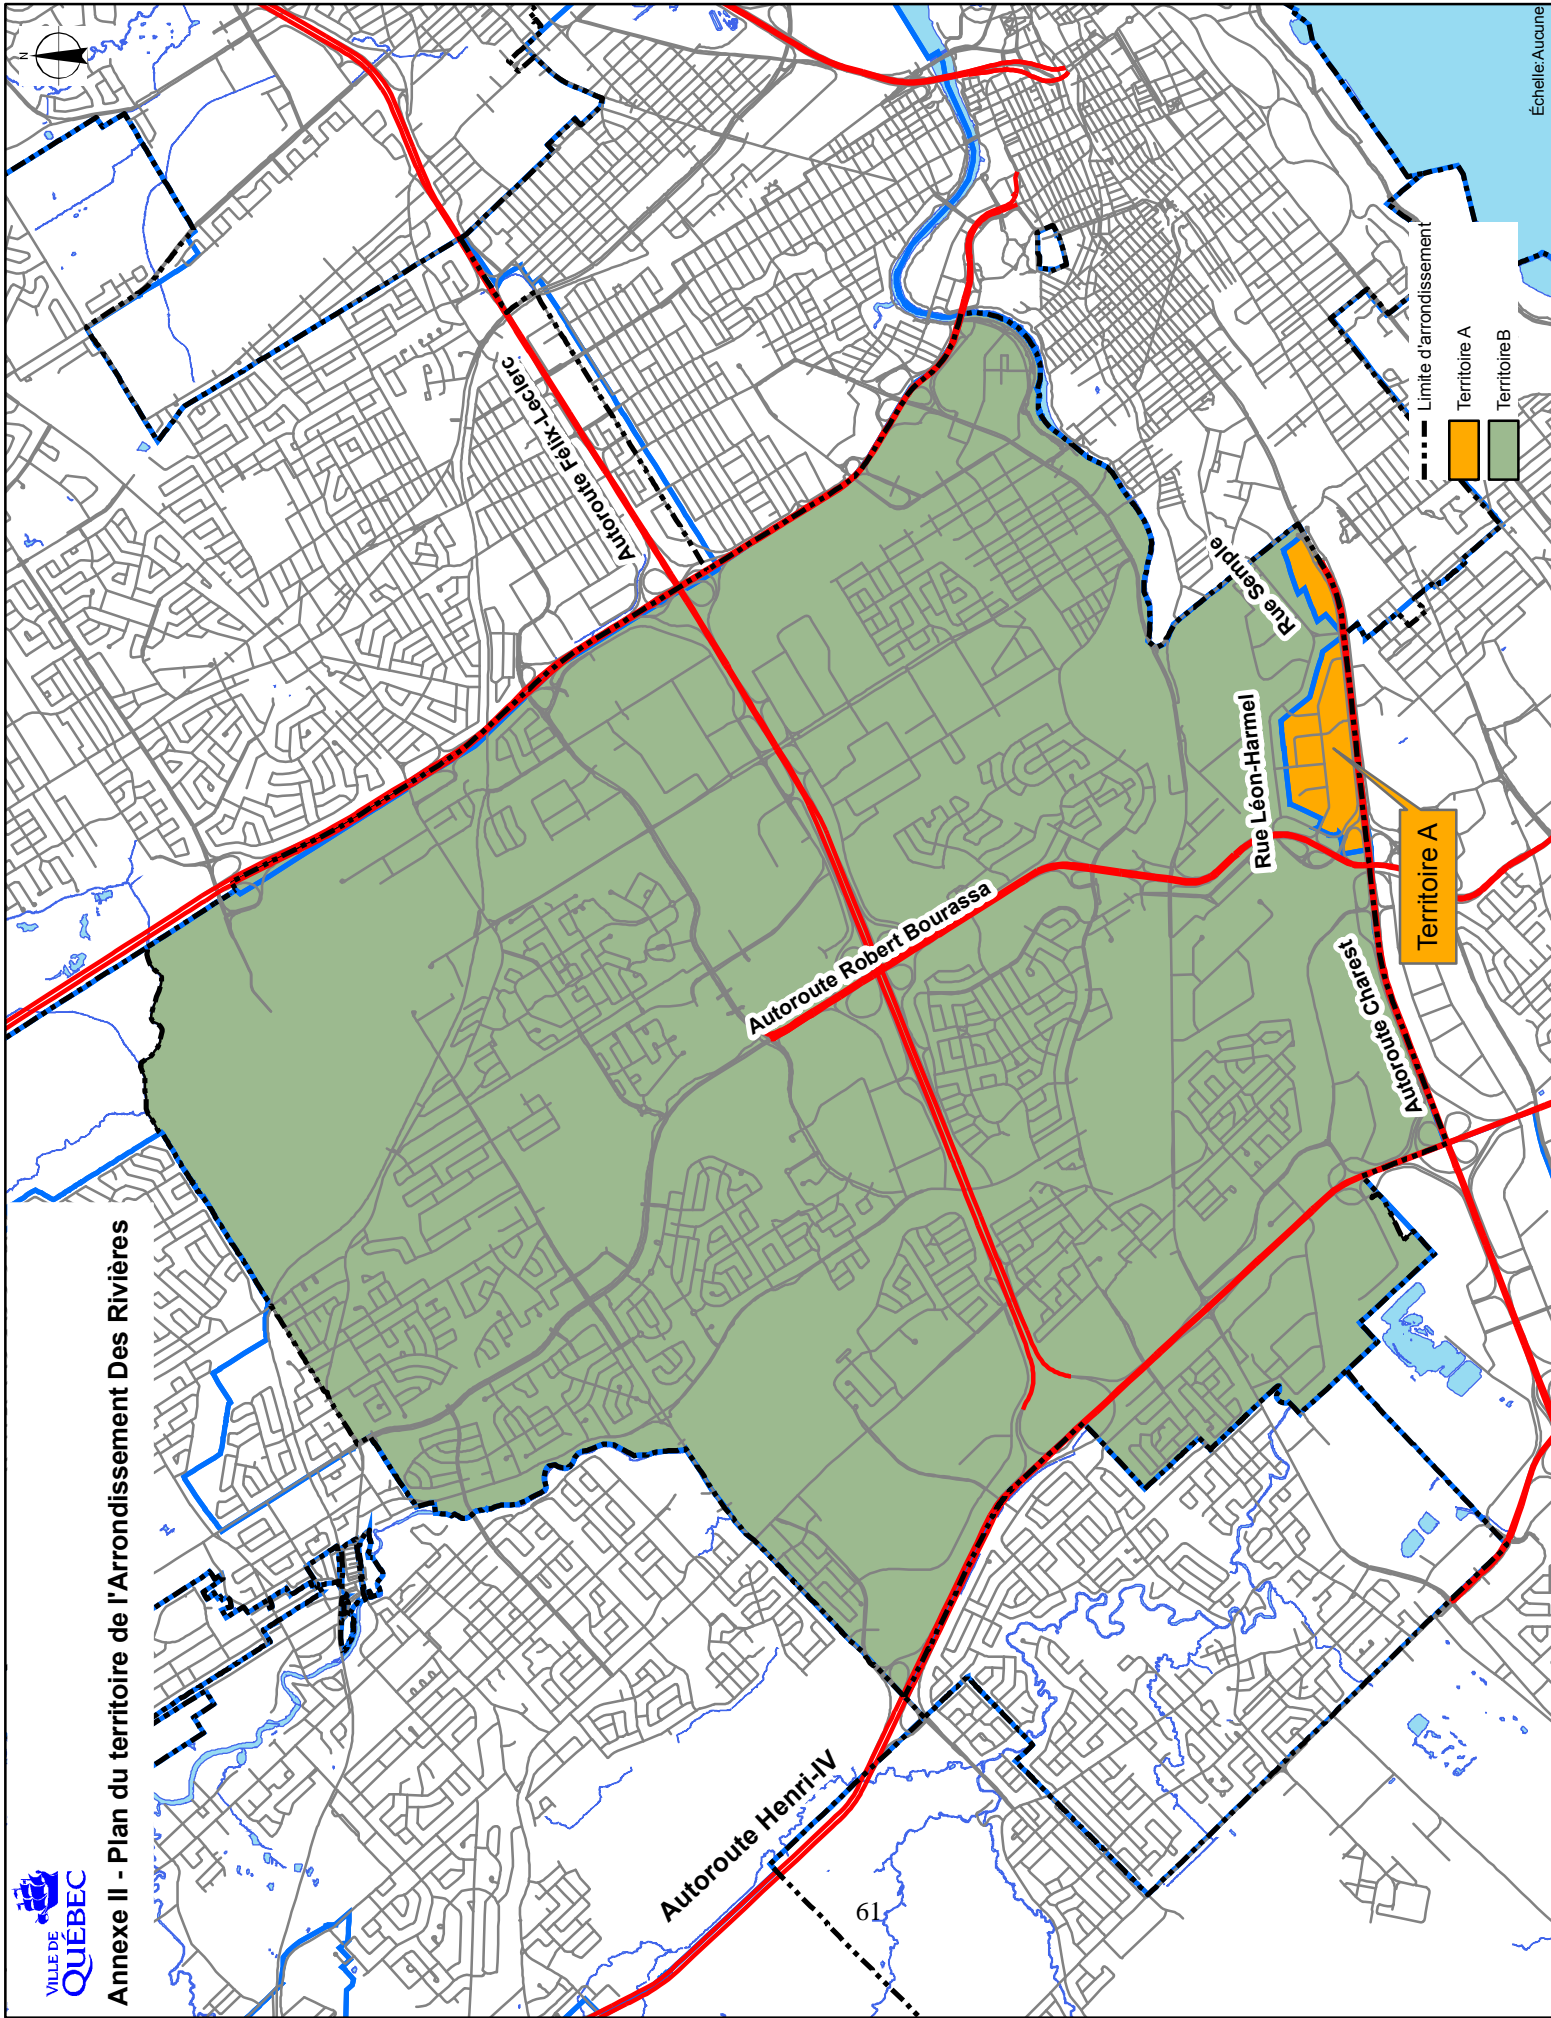 VILLE DE
QUÉBEC
Annexe II - Plan du territoire de l'Arrondissement Des Rivières
N
Autoroute Félix-Leclerc
Autoroute Robert Bourassa
Autoroute Henri-IV
Rue Semple
Rue Léon-Harmel
Autoroute Charest
Territoire A
Limite d'arrondissement
Territoire A
Territoire B
Échelle:Aucune
61